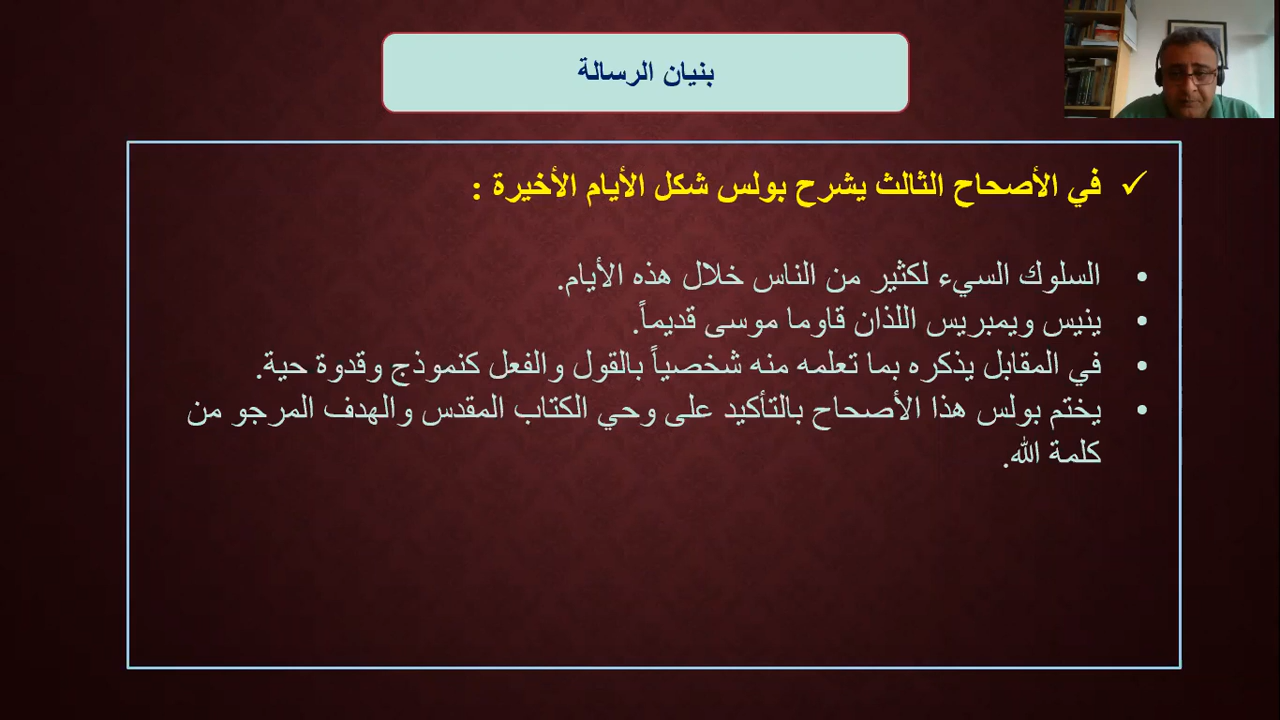 بنيان الرسالة
✓ في الأصحاح الثالث يشرح بولس شكل الأيام الأخيرة :
• السلوك السيء لكثير من الناس خلال هذه الأيام.
• ينيس ويمبريس اللذان قاوما موسى قديماً.
• في المقابل يذكره بما تعلمه منه شخصياً بالقول والفعل كنموذج وقدوة حية.
• يختم بولس هذا الأصحاح بالتأكيد على وحي الكتاب المقدس والهدف المرجو من
كلمة الله.